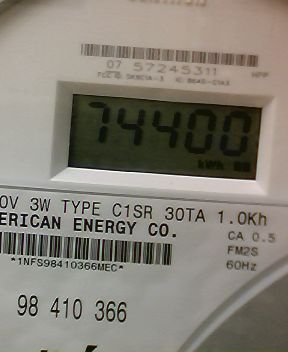 07 57245311
HPP
74400
kWh
0V 3W TYPE C1SR 30TA 1.0Kh
ERICAN ENERGY CO.
CA 0.5
FM2S
*1NFS98410366MEC*
60Hz
98 410 366